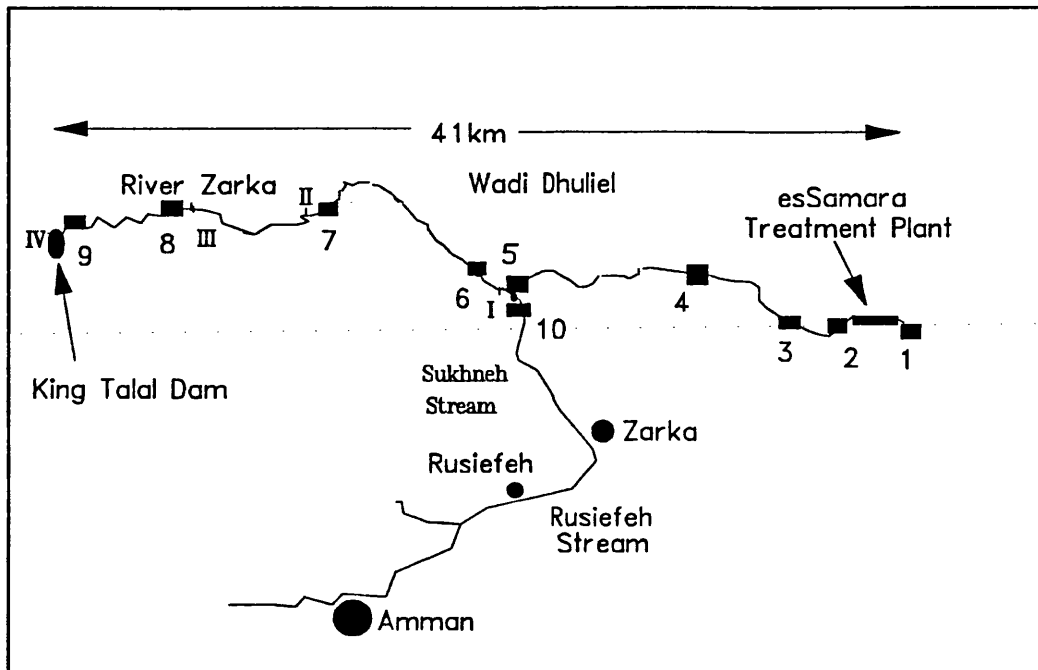 41km
River Zarka
Wadi Dhuliel
esSamara
Treatment Plant
II
IV
9
8
III
7
5
6
I
10
4
3
2
1
King Talal Dam
Sukhneh
Stream
Zarka
Rusiefeh
Rusiefeh
Stream
Amman